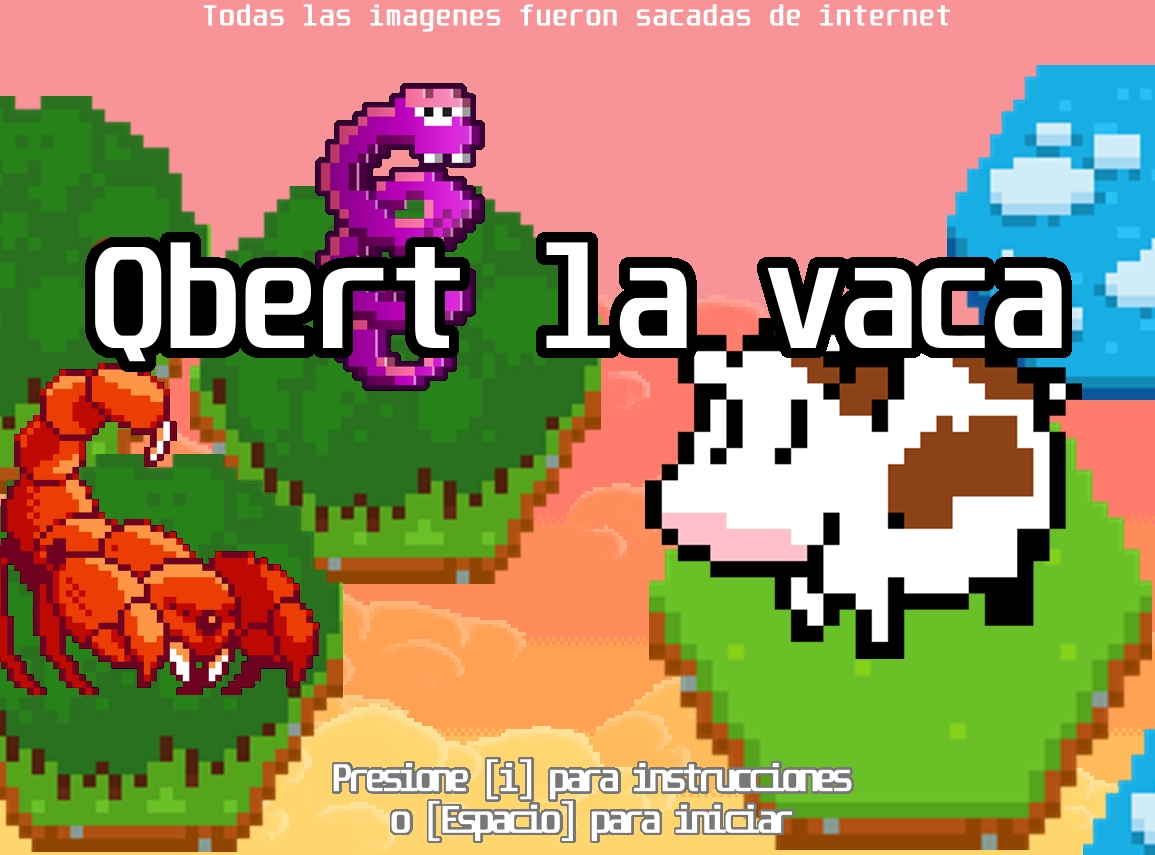 Todas las imagenes fueron sacadas de internet
Qbert la vaca
Presione [i] para instrucciones
o [Espacio] para iniciar